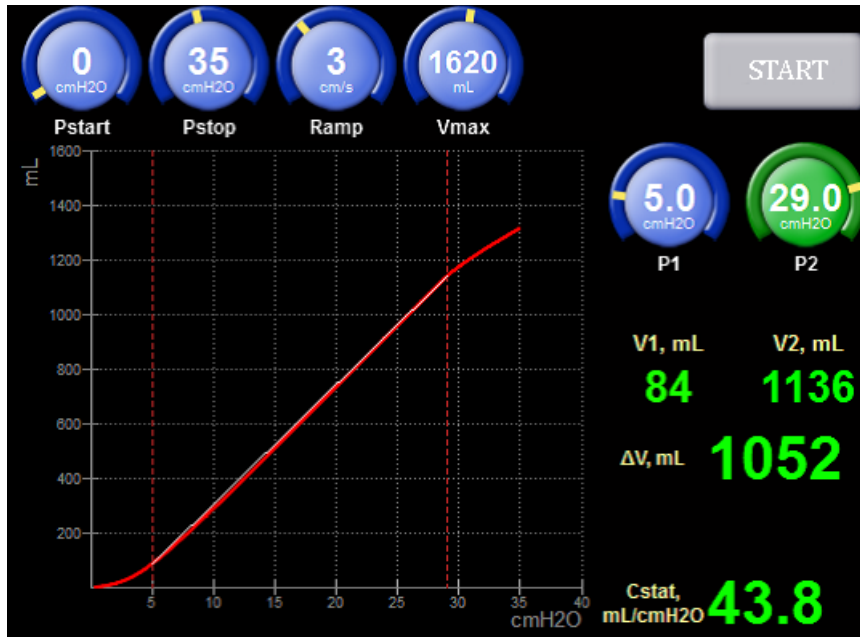 0
cmH2O
Pstart
35
cmH2O
Pstop
3
cm/s
Ramp
1620
mL
Vmax
START
mL
1600
1400
1200
1000
800
600
400
200
5
10
15
20
25
30
35
40
cmH2O
5.0
cmH2O
P1
29.0
cmH2O
P2
V1, mL
V2, mL
84
1136
ΔV, mL
1052
Cstat,
mL/cmH2O
43.8